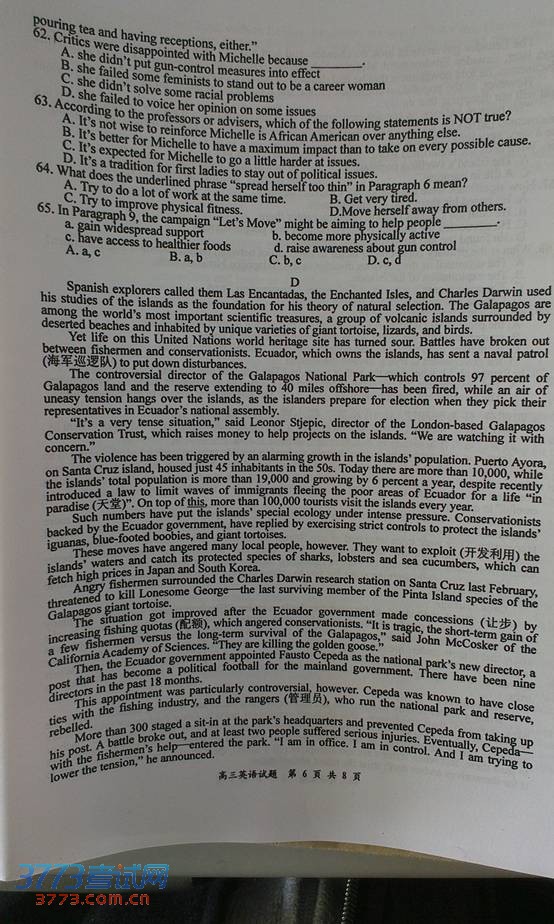 pouring tea and having receptions, either."
62. Critics were disappointed with Michelle because ________.
A. she didn't put gun-control measures into effect
B. she failed some feminists to stand out to be a career woman
C. she didn't solve some racial problems
D. she failed to voice her opinion on some issues
63. According to the professors or advisers, which of the following statements is NOT true?
A. It's not wise to reinforce Michelle is African American over anything else.
B. It's better for Michelle to have a maximum impact than to take on every possible cause.
C. It's expected for Michelle to go a little harder at issues.
D. It's a tradition for first ladies to stay out of political issues.
64. What does the underlined phrase "spread herself too thin" in Paragraph 6 mean?
A. Try to do a lot of work at the same time. B. Get very tired.
C. Try to improve physical fitness. D.Move herself away from others.
65. In Paragraph 9, the campaign "Let's Move" might be aiming to help people ________.
a. gain widespread support b. become more physically active
c. have access to healthier foods d. raise awareness about gun control
A. a, c B. a, b C. b, c D. c, d
D
Spanish explorers called them Las Encantadas, the Enchanted Isles, and Charles Darwin used
his studies of the islands as the foundation for his theory of natural selection. The Galapagos are
among the world's most important scientific treasures, a group of volcanic islands surrounded by
deserted beaches and inhabited by unique varieties of giant tortoise, lizards, and birds.
Yet life on this United Nations world heritage site has turned sour. Battles have broken out
between fishermen and conservationists. Ecuador, which owns the islands, has sent a naval patrol
(海军巡逻队) to put down disturbances.
The controversial director of the Galapagos National Park—which controls 97 percent of
Galapagos land and the reserve extending to 40 miles offshore—has been fired, while an air of
uneasy tension hangs over the islands, as the islanders prepare for election when they pick their
representatives in Ecuador's national assembly.
"It's a very tense situation," said Leonor Stjepic, director of the London-based Galapagos
Conservation Trust, which raises money to help projects on the islands. "We are watching it with
concern."
The violence has been triggered by an alarming growth in the islands' population. Puerto Ayora,
on Santa Cruz island, housed just 45 inhabitants in the 50s. Today there are more than 10,000, while
the islands' total population is more than 19,000 and growing by 6 percent a year, despite recently
introduced a law to limit waves of immigrants fleeing the poor areas of Ecuador for a life "in
paradise (天堂)". On top of this, more than 100,000 tourists visit the islands every year.
Such numbers have put the islands' special ecology under intense pressure. Conservationists
backed by the Ecuador government, have replied by exercising strict controls to protect the islands'
iguanas, blue-footed boobies, and giant tortoises.
These moves have angered many local people, however. They want to exploit (开发利用) the
islands' waters and catch its protected species of sharks, lobsters and sea cucumbers, which can
fetch high prices in Japan and South Korea.
Angry fishermen surrounded the Charles Darwin research station on Santa Cruz last February,
threatened to kill Lonesome George—the last surviving member of the Pinta Island species of the
Galapagos giant tortoise.
The situation got improved after the Ecuador government made concessions (让步) by
increasing fishing quotas (配额), which angered conservationists. "It is tragic, the short-term gain of
a few fishermen versus the long-term survival of the Galapagos," said John McCosker of the
California Academy of Sciences. "They are killing the golden goose."
Then, the Ecuador government appointed Fausto Cepeda as the national park's new director, a
post that has become a political football for the mainland government. There have been nine
directors in the past 18 months.
This appointment was particularly controversial, however. Cepeda was known to have close
ties with the fishing industry, and the rangers (管理员), who run the national park and reserve,
rebelled.
More than 300 staged a sit-in at the park's headquarters and prevented Cepeda from taking up
his post. A battle broke out, and at least two people suffered serious injuries. Eventually, Cepeda—
with the fishermen's help—entered the park. "I am in office. I am in control. And I am trying to
lower the tension," he announced.
高三英语试题 第 6 页 共 8 页
3773考试网
3773.com.cn